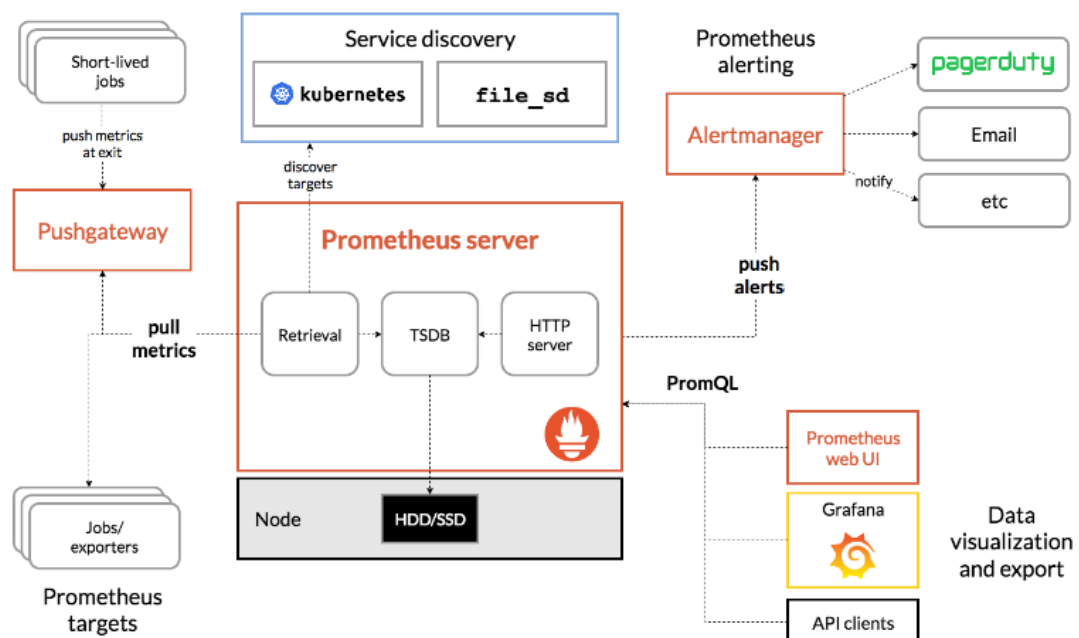 Short-lived
jobs
push metrics
at exit
Pushgateway
pull
metrics
Jobs/
exporters
Prometheus
targets
Service discovery
kubernetes
file_sd
discover
targets
Prometheus server
Retrieval
TSDB
HTTP
server
Node
HDD/SSD
Prometheus
alerting
Alertmanager
pagerduty
Email
notify
etc
push
alerts
PromQL
Prometheus
web UI
Grafana
API clients
Data
visualization
and export